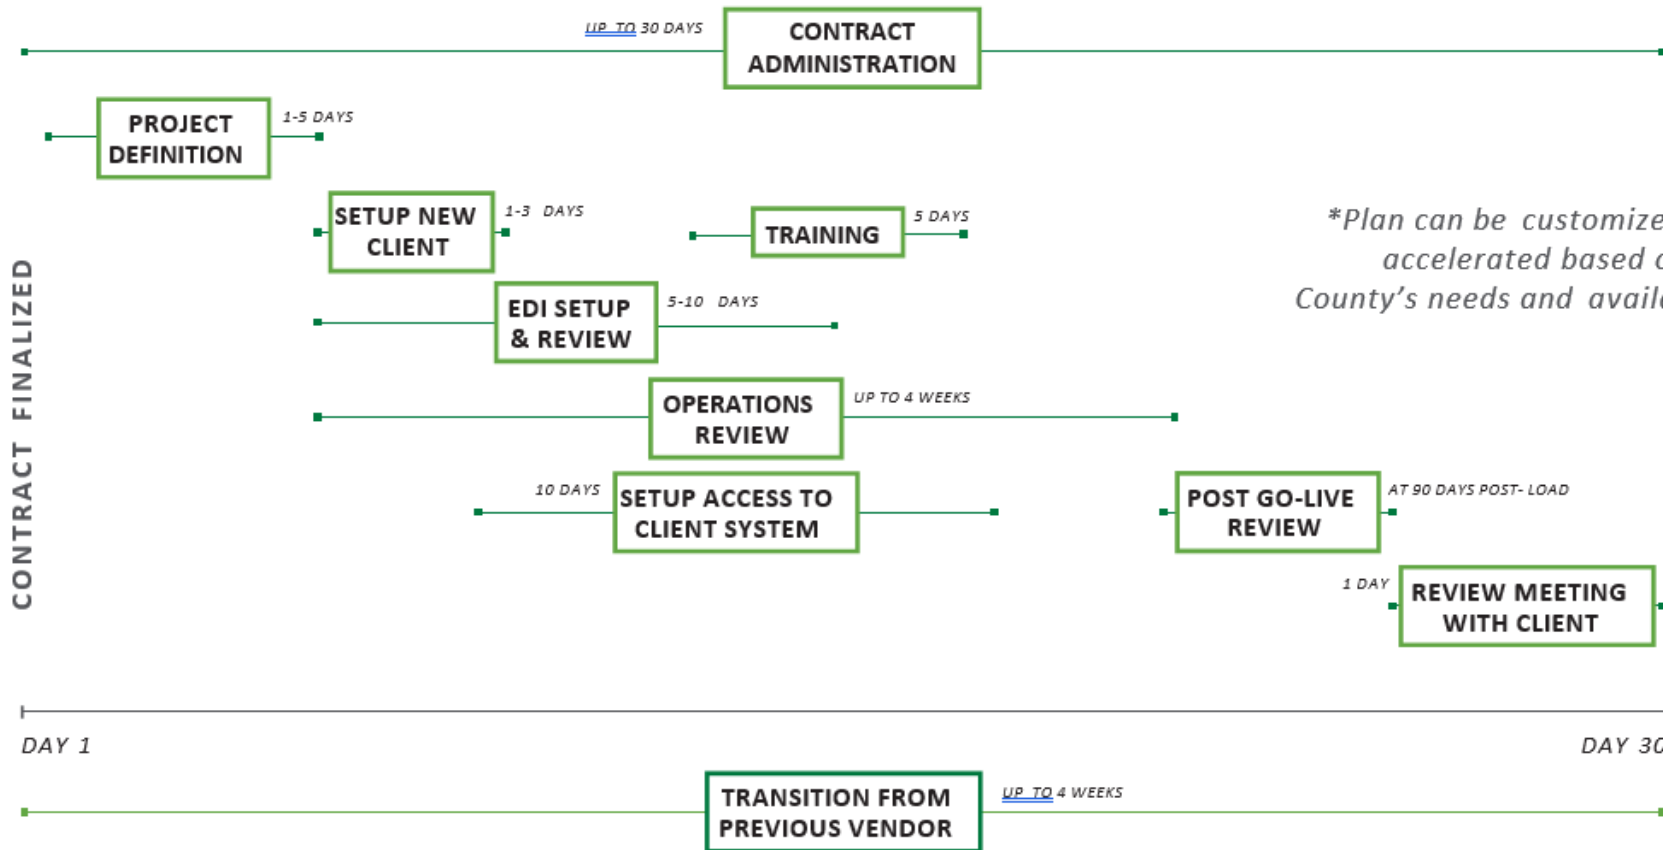 UP TO 30 DAYS
CONTRACT
ADMINISTRATION
PROJECT
DEFINITION
1-5 DAYS
SETUP NEW
CLIENT
1-3 DAYS
TRAINING
5 DAYS
*Plan can be customize
accelerated based
County's needs and
EDI SETUP
& REVIEW
5-10 DAYS
OPERATIONS
REVIEW
UP TO 4 WEEKS
10 DAYS
SETUP ACCESS TO
CLIENT SYSTEM
POST GO-LIVE
REVIEW
AT 90 DAYS POST- LOAD
1 DAY
REVIEW MEETING
WITH CLIENT
CONTRACT FINALIZED
DAY 1
DAY 30
TRANSITION FROM
PREVIOUS VENDOR
UP TO 4 WEEKS